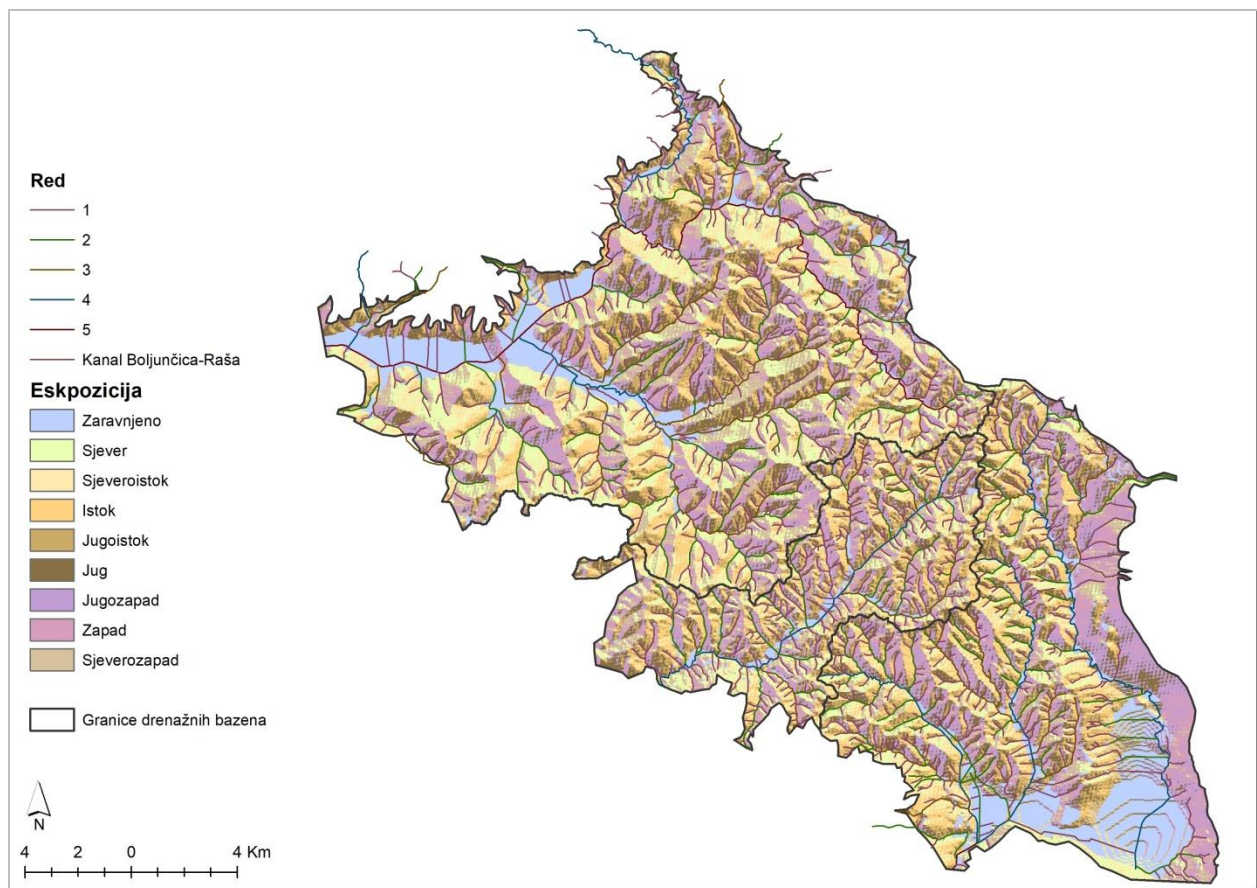 Red
1
2
3
4
5
Kanal Boljunčica-Raša
Eskpozicija
Zaravnjeno
Sjever
Sjeveroistok
Istok
Jugoistok
Jug
Jugozapad
Zapad
Sjeverozapad
Granice drenažnih bazena
N
4 2 0 4 Km